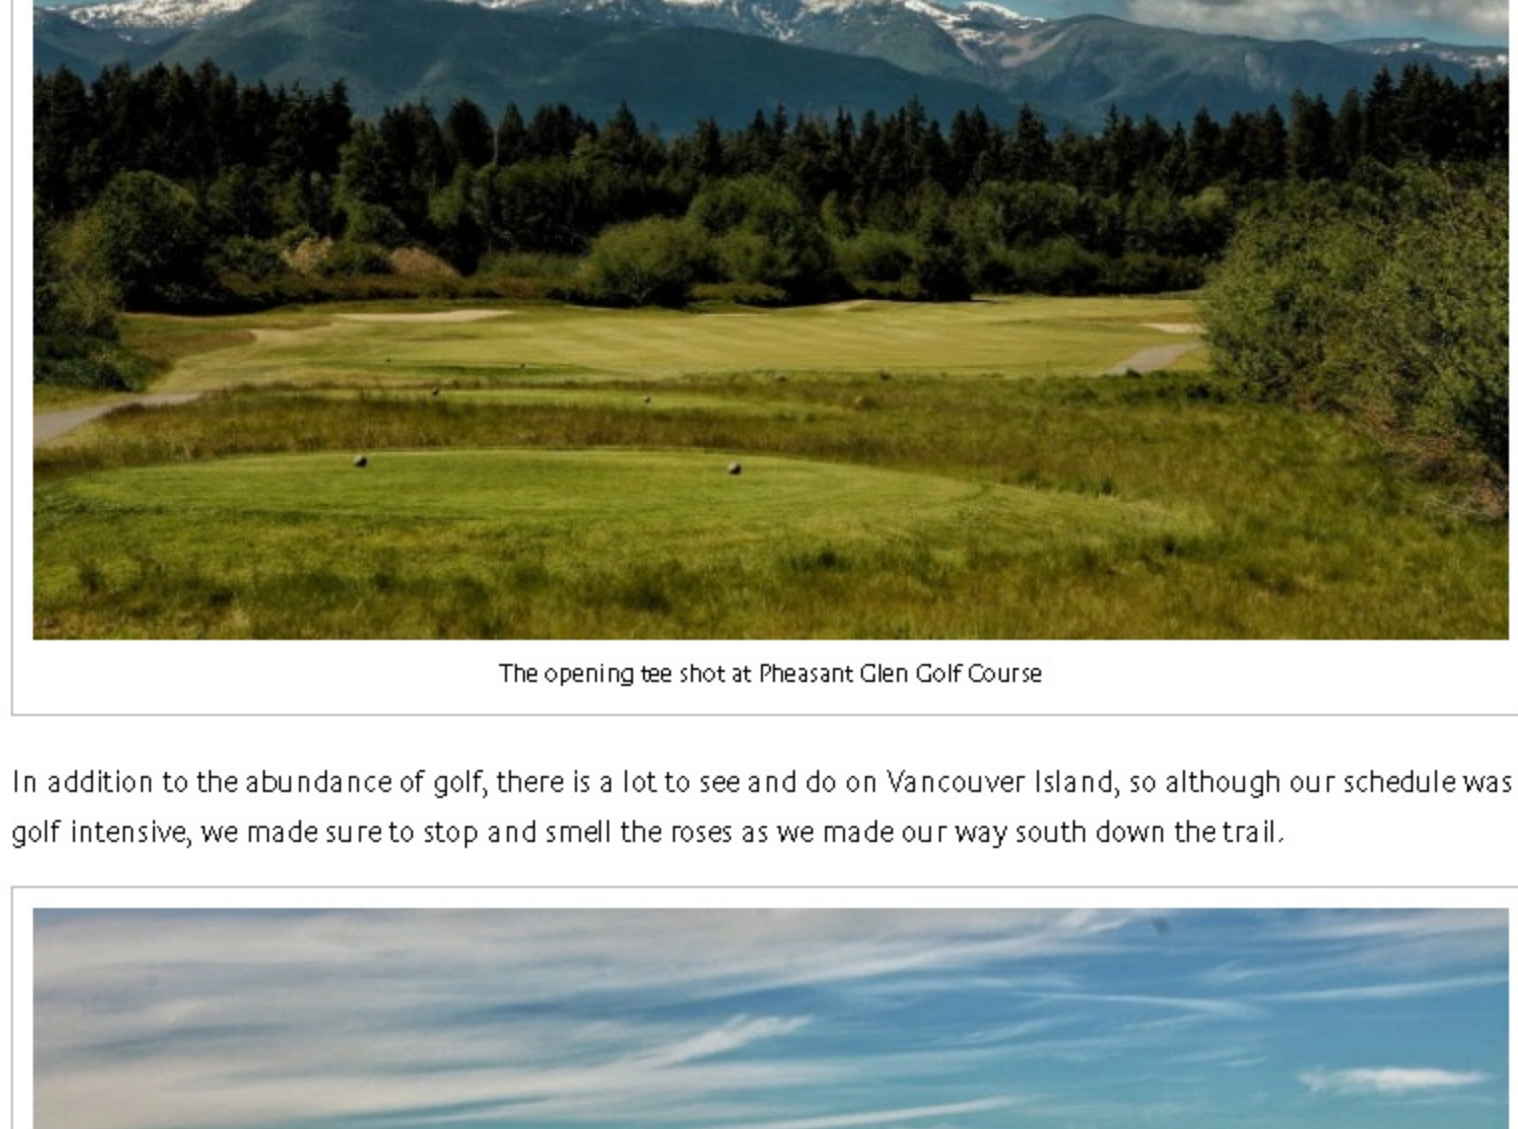 The opening tee shot at Pheasant Glen Golf Course
In addition to the abundance of golf, there is a lot to see and do on Vancouver Island, so although our schedule was
golf intensive, we made sure to stop and smell the roses as we made our way south down the trail.